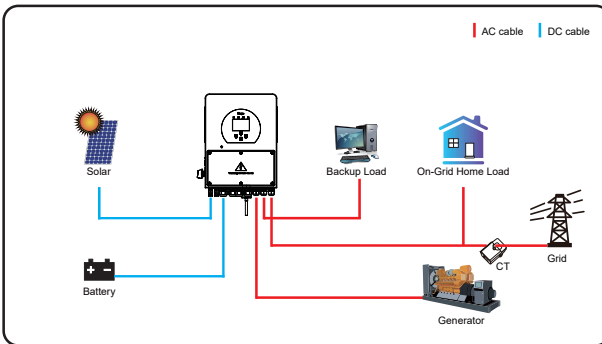 AC cable
DC cable
Solar
Backup Load
On-Grid Home Load
Battery
CT
Grid
Generator